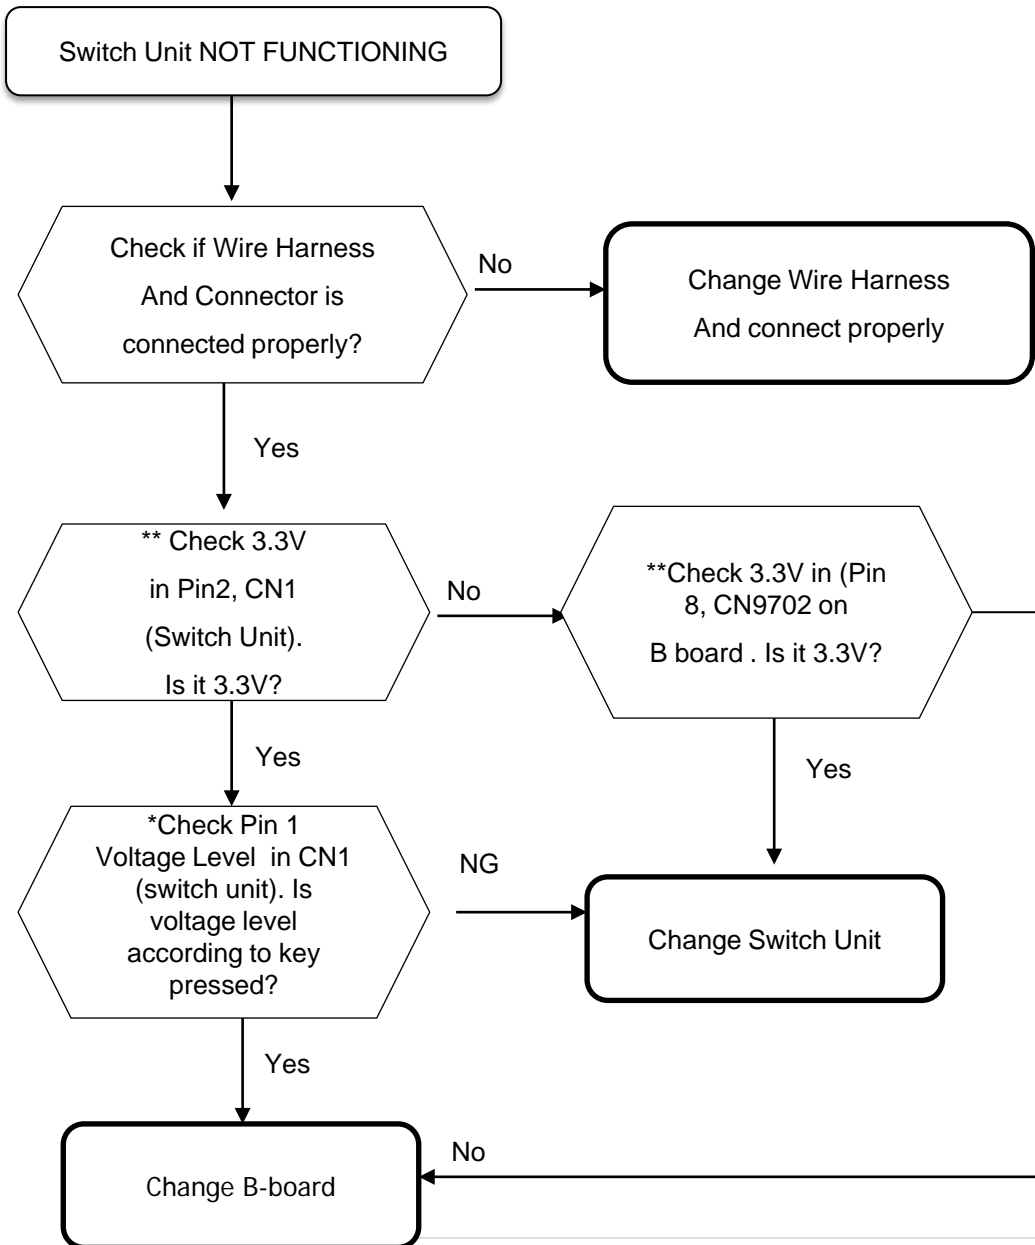 Switch Unit NOT FUNCTIONING
Check if Wire Harness
And Connector is
connected properly?
No
Change Wire Harness
And connect properly
Yes
** Check 3.3V
in Pin2, CN1
(Switch Unit).
Is it 3.3V?
No
**Check 3.3V in (Pin
8, CN9702 on
B board . Is it 3.3V?
Yes
Yes
*Check Pin 1
Voltage Level in CN1
(switch unit). Is
voltage level
according to key
pressed?
NG
Change Switch Unit
Yes
No
Change B-board